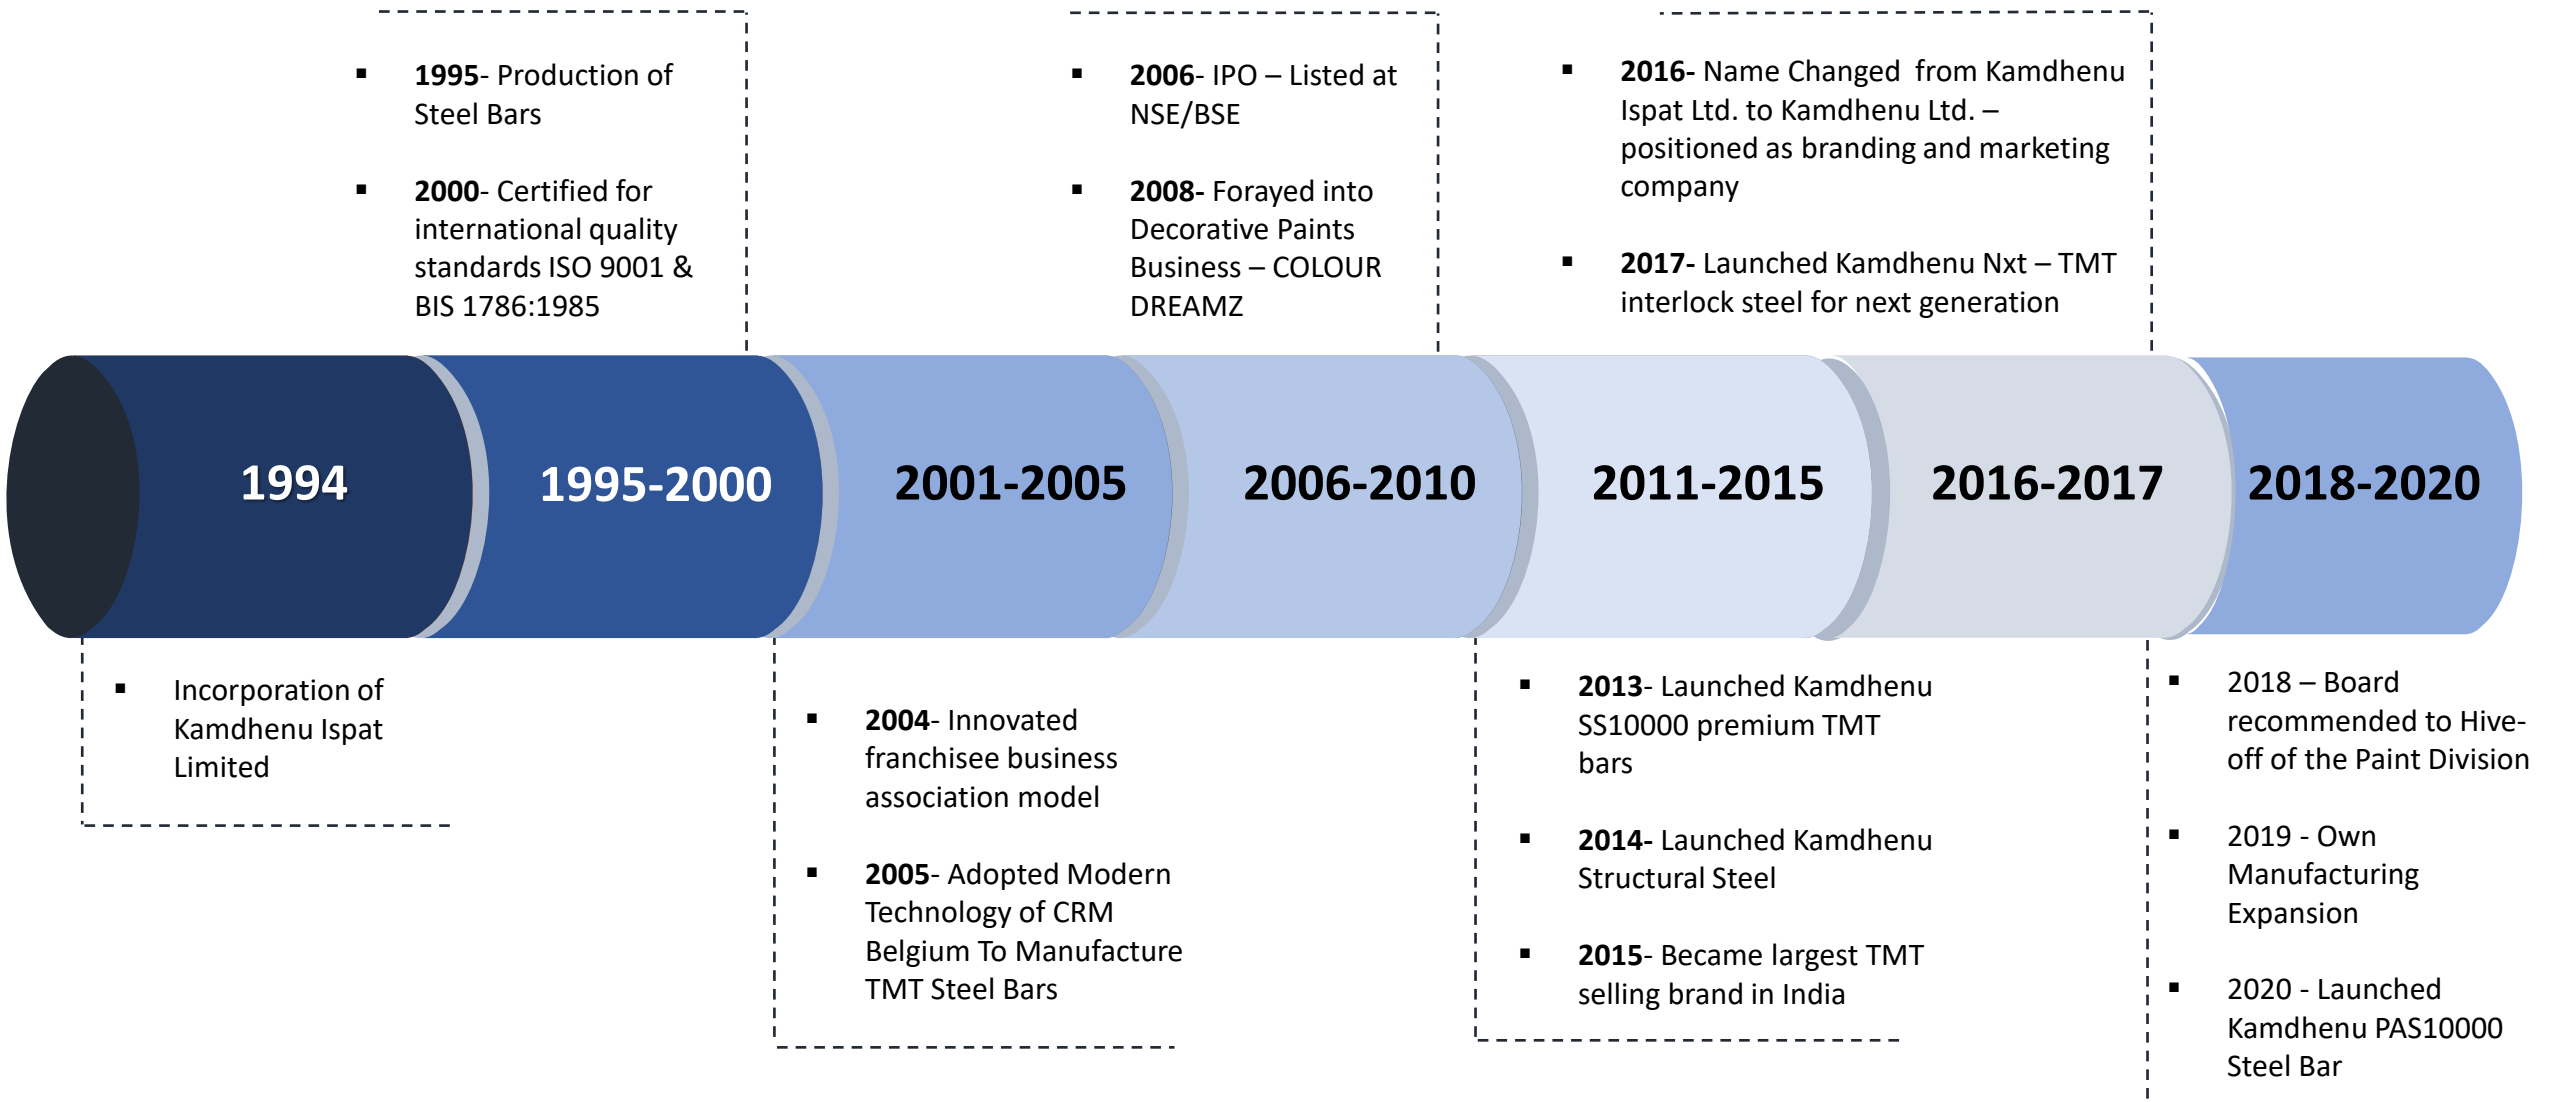 ▪ 1995- Production of
Steel Bars
▪ 2000- Certified for
international quality
standards ISO 9001 &
BIS 1786:1985
▪ 2006- IPO – Listed at
NSE/BSE
▪ 2008- Forayed into
Decorative Paints
Business – COLOUR
DREAMZ
▪ 2016- Name Changed from Kamdhenu
Ispat Ltd. to Kamdhenu Ltd. –
positioned as branding and marketing
company
▪ 2017- Launched Kamdhenu Nxt – TMT
interlock steel for next generation
1994
1995-2000
2001-2005
2006-2010
2011-2015
2016-2017
2018-2020
▪ Incorporation of
Kamdhenu Ispat
Limited
▪ 2004- Innovated
franchisee business
association model
▪ 2005- Adopted Modern
Technology of CRM
Belgium To Manufacture
TMT Steel Bars
▪ 2013- Launched Kamdhenu
SS10000 premium TMT
bars
▪ 2014- Launched Kamdhenu
Structural Steel
▪ 2015- Became largest TMT
selling brand in India
▪ 2018 – Board
recommended to Hive-
off of the Paint Division
▪ 2019 - Own
Manufacturing
Expansion
▪ 2020 - Launched
Kamdhenu PAS10000
Steel Bar